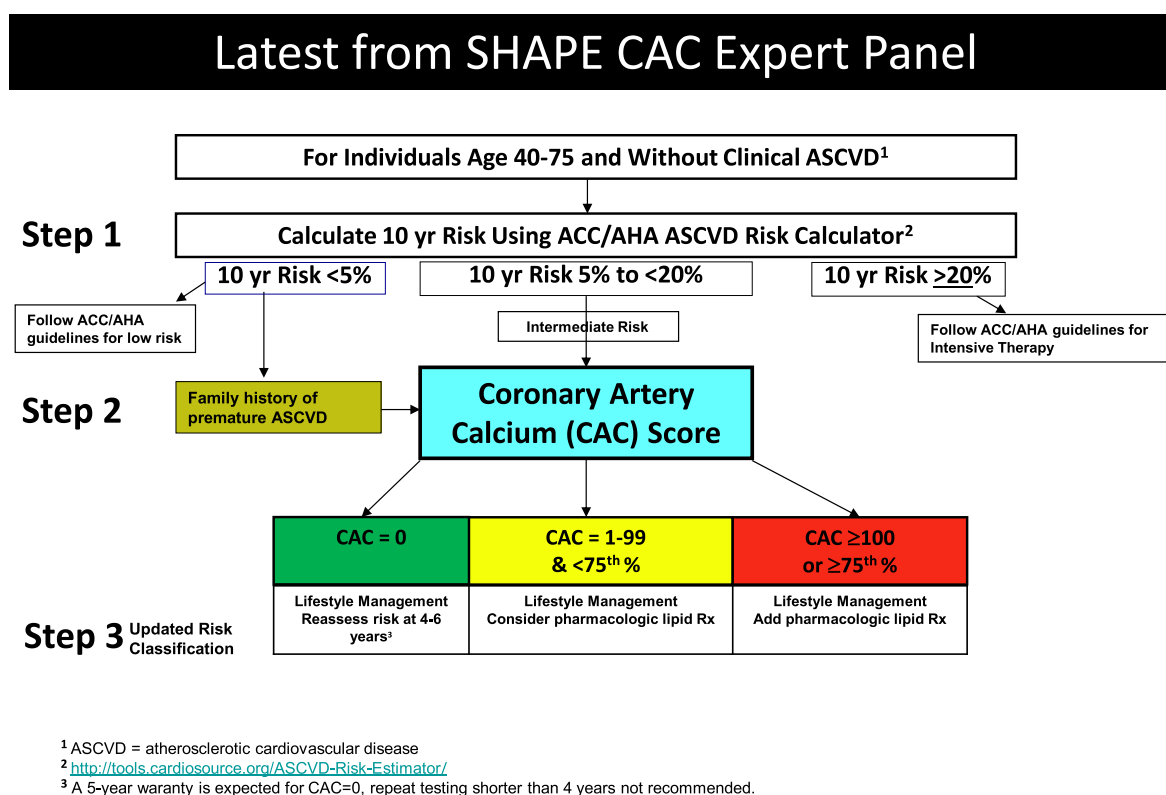 Latest from SHAPE CAC Expert Panel
For Individuals Age 40-75 and Without Clinical ASCVD¹
Step 1
Calculate 10 yr Risk Using ACC/AHA ASCVD Risk Calculator²
10 yr Risk <5%
10 yr Risk 5% to <20%
10 yr Risk >20%
Follow ACC/AHA
guidelines for low risk
Intermediate Risk
Follow ACC/AHA guidelines for
Intensive Therapy
Step 2
Family history of
premature ASCVD
Coronary Artery
Calcium (CAC) Score
CAC = 0
CAC = 1-99
& <75th %
CAC ≥100
or ≥75th %
Step 3
Updated Risk
Classification
Lifestyle Management
Reassess risk at 4-6
years³
Lifestyle Management
Consider pharmacologic lipid Rx
Lifestyle Management
Add pharmacologic lipid Rx
¹ ASCVD = atherosclerotic cardiovascular disease
² http://tools.cardiosource.org/ASCVD-Risk-Estimator/
³ A 5-year waranty is expected for CAC=0, repeat testing shorter than 4 years not recommended.